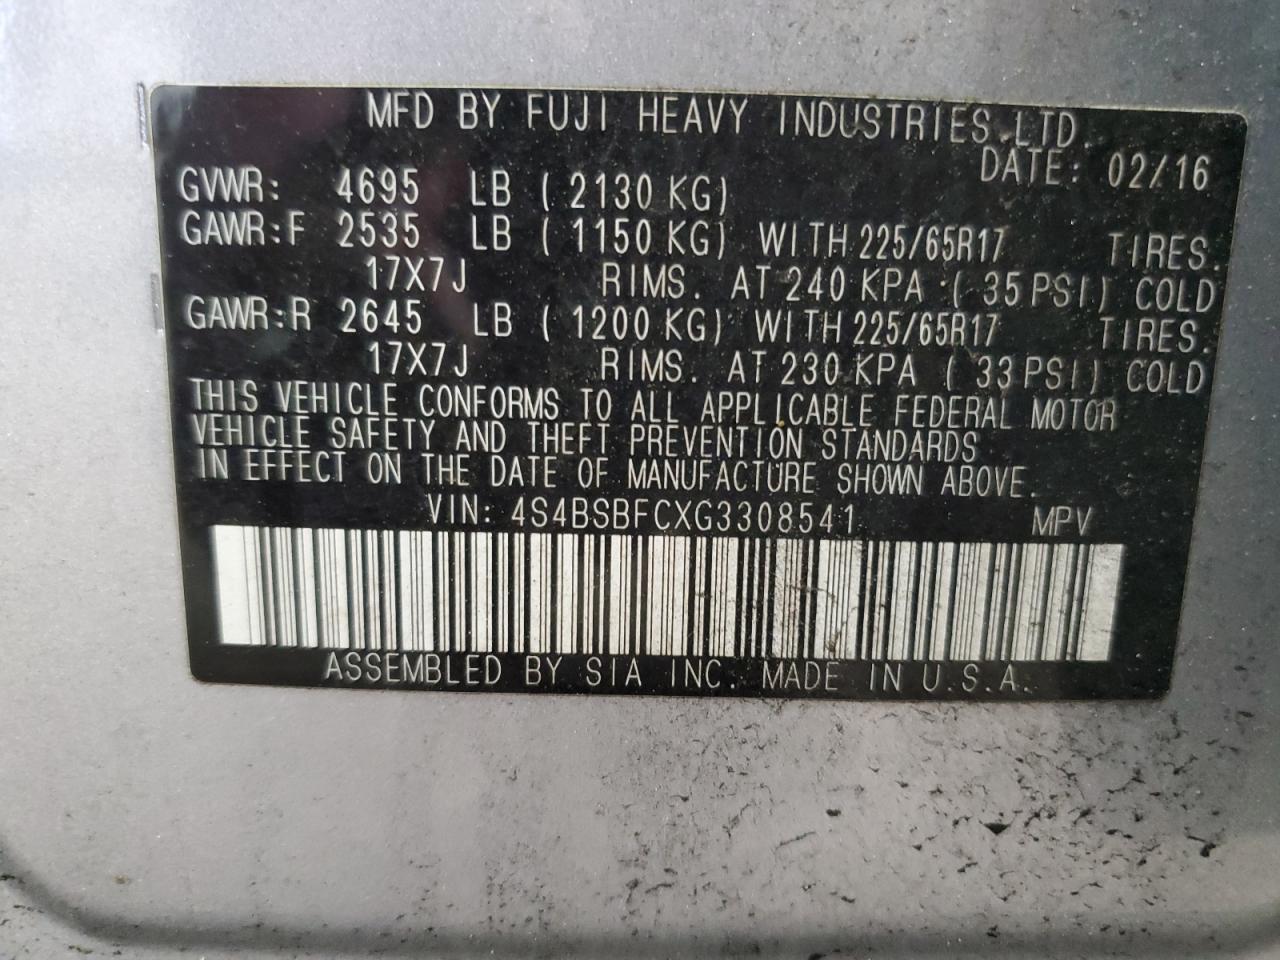 MFD BY FUJI HEAVY INDUSTRIES LTD.
DATE: 02/16
GVWR: 4695 LB ( 2130 KG)
GAWR:F 2535 LB ( 1150 KG) WITH 225/65R17 TIRES.
17X7J RIMS. AT 240 KPA ( 35 PSI) COLD
GAWR:R 2645 LB ( 1200 KG) WITH 225/65R17 TIRES.
17X7J RIMS. AT 230 KPA ( 33 PSI) COLD
THIS VEHICLE CONFORMS TO ALL APPLICABLE FEDERAL MOTOR
VEHICLE SAFETY AND THEFT PREVENTION STANDARDS
IN EFFECT ON THE DATE OF MANUFACTURE SHOWN ABOVE.
VIN: 4S4BSBFCXG3308541 MPV
ASSEMBLED BY SIA INC. MADE IN U.S.A.